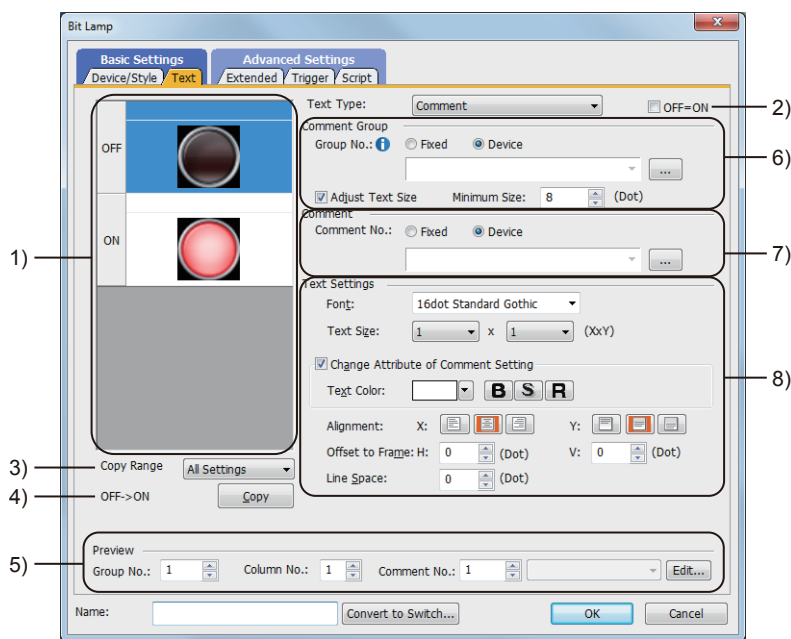 Bit Lamp
x
Basic Settings Advanced Settings
Device/Style Text Extended Trigger Script
Text Type: Comment OFF=ON 2)
Comment Group
OFF Group No.: i Fixed Device 6)
...
Adjust Text Size Minimum Size: 8 (Dot)
Comment
ON Comment No.: Fixed Device 7)
1) ...
Text Settings
Font: 16dot Standard Gothic
Text Size: 1 x 1 (XxY)
Change Attribute of Comment Setting 8)
Text Color: B S R
Alignment: X: Y:
3) Copy Range All Settings Offset to Frame: H: 0 (Dot) V: 0 (Dot)
4) OFF->ON Copy Line Space: 0 (Dot)
Preview
5) Group No.: 1 Column No.: 1 Comment No.: 1 Edit...
Name: Convert to Switch... OK Cancel